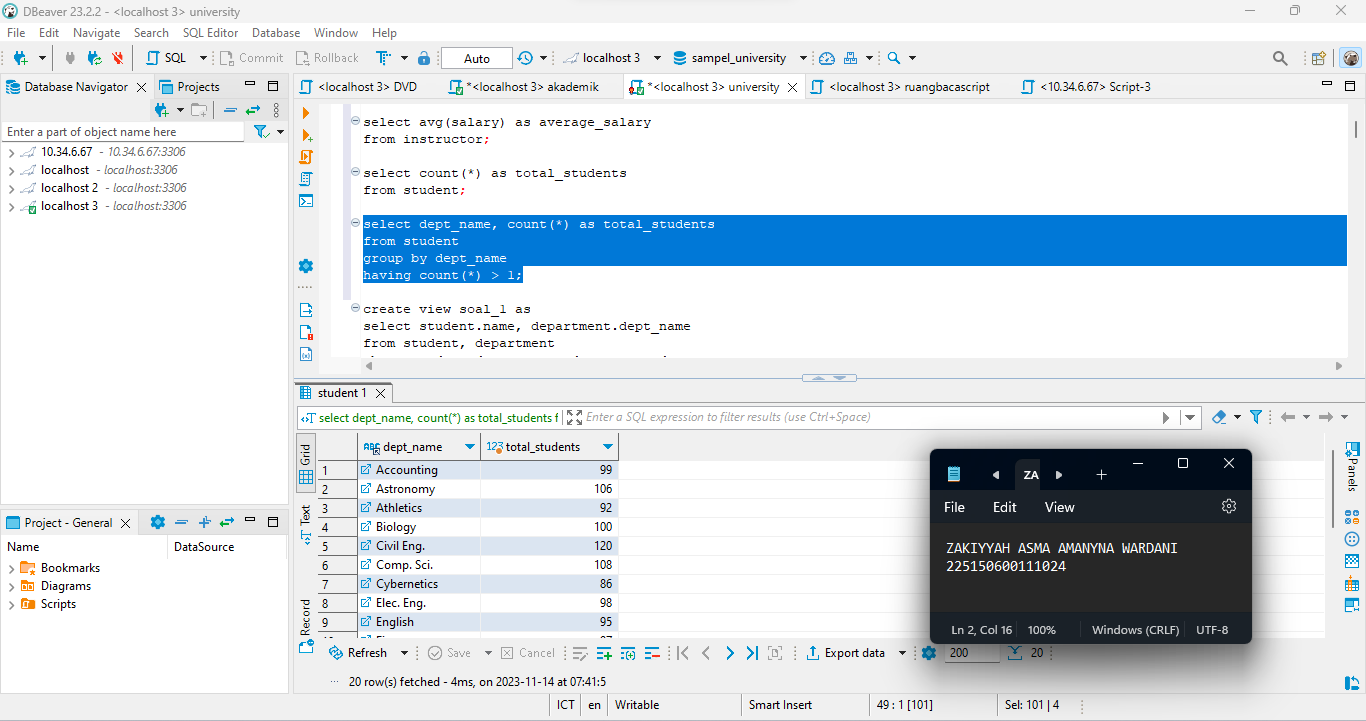 DBeaver 23.2.2 - <localhost 3> university
File Edit Navigate Search SQL Editor Database Window Help
SQL Commit Rollback Auto localhost 3 sampel_university
Database Navigator Projects
<localhost 3> DVD *<localhost 3> akademik *<localhost 3> university <localhost 3> ruangbacascript <10.34.6.67> Script-3
Enter a part of object name here
10.34.6.67 - 10.34.6.67:3306
localhost - localhost:3306
localhost 2 - localhost:3306
localhost 3 - localhost:3306
select avg(salary) as average_salary
from instructor;
select count(*) as total_students
from student;
select dept_name, count(*) as total_students
from student
group by dept_name
having count(*) > 1;
create view soal_1 as
select student.name, department.dept_name
from student, department
student 1
select dept_name, count(*) as total_students f Enter a SQL expression to filter results (use Ctrl+Space)
Grid
Text
Record
ABC dept_name 123 total_students
1 Accounting 99
2 Astronomy 106
3 Athletics 92
4 Biology 100
5 Civil Eng. 120
6 Comp. Sci. 108
7 Cybernetics 86
8 Elec. Eng. 98
9 English 95
Panels
Project - General
Name DataSource
Bookmarks
Diagrams
Scripts
ZA
File Edit View
ZAKIYYAH ASMA AMANYNA WARDANI
225150600111024
Ln 2, Col 16 100% Windows (CRLF) UTF-8
Refresh Save Cancel Export data 200 20
20 row(s) fetched - 4ms, on 2023-11-14 at 07:41:5
ICT en Writable Smart Insert 49 : 1 [101] Sel: 101 | 4